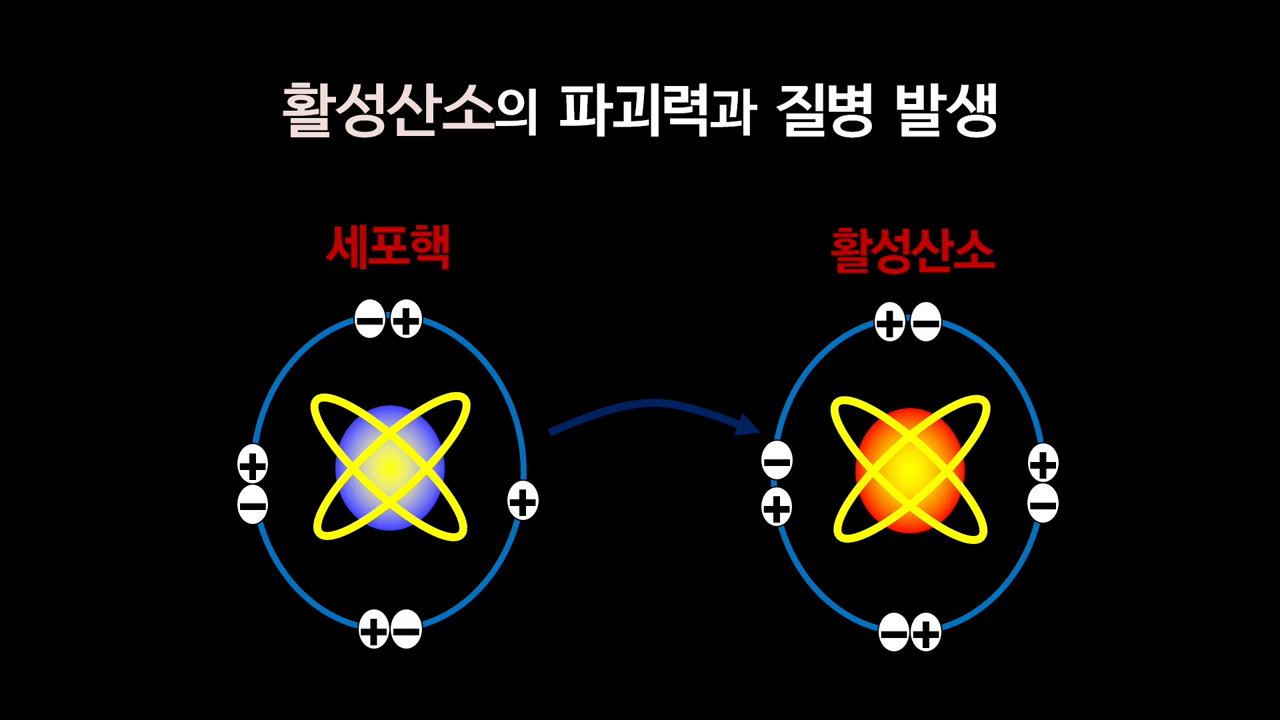 활성산소의 파괴력과 질병 발생
세포핵 활성산소
− + + −
+ − + − + + −
+ − − +